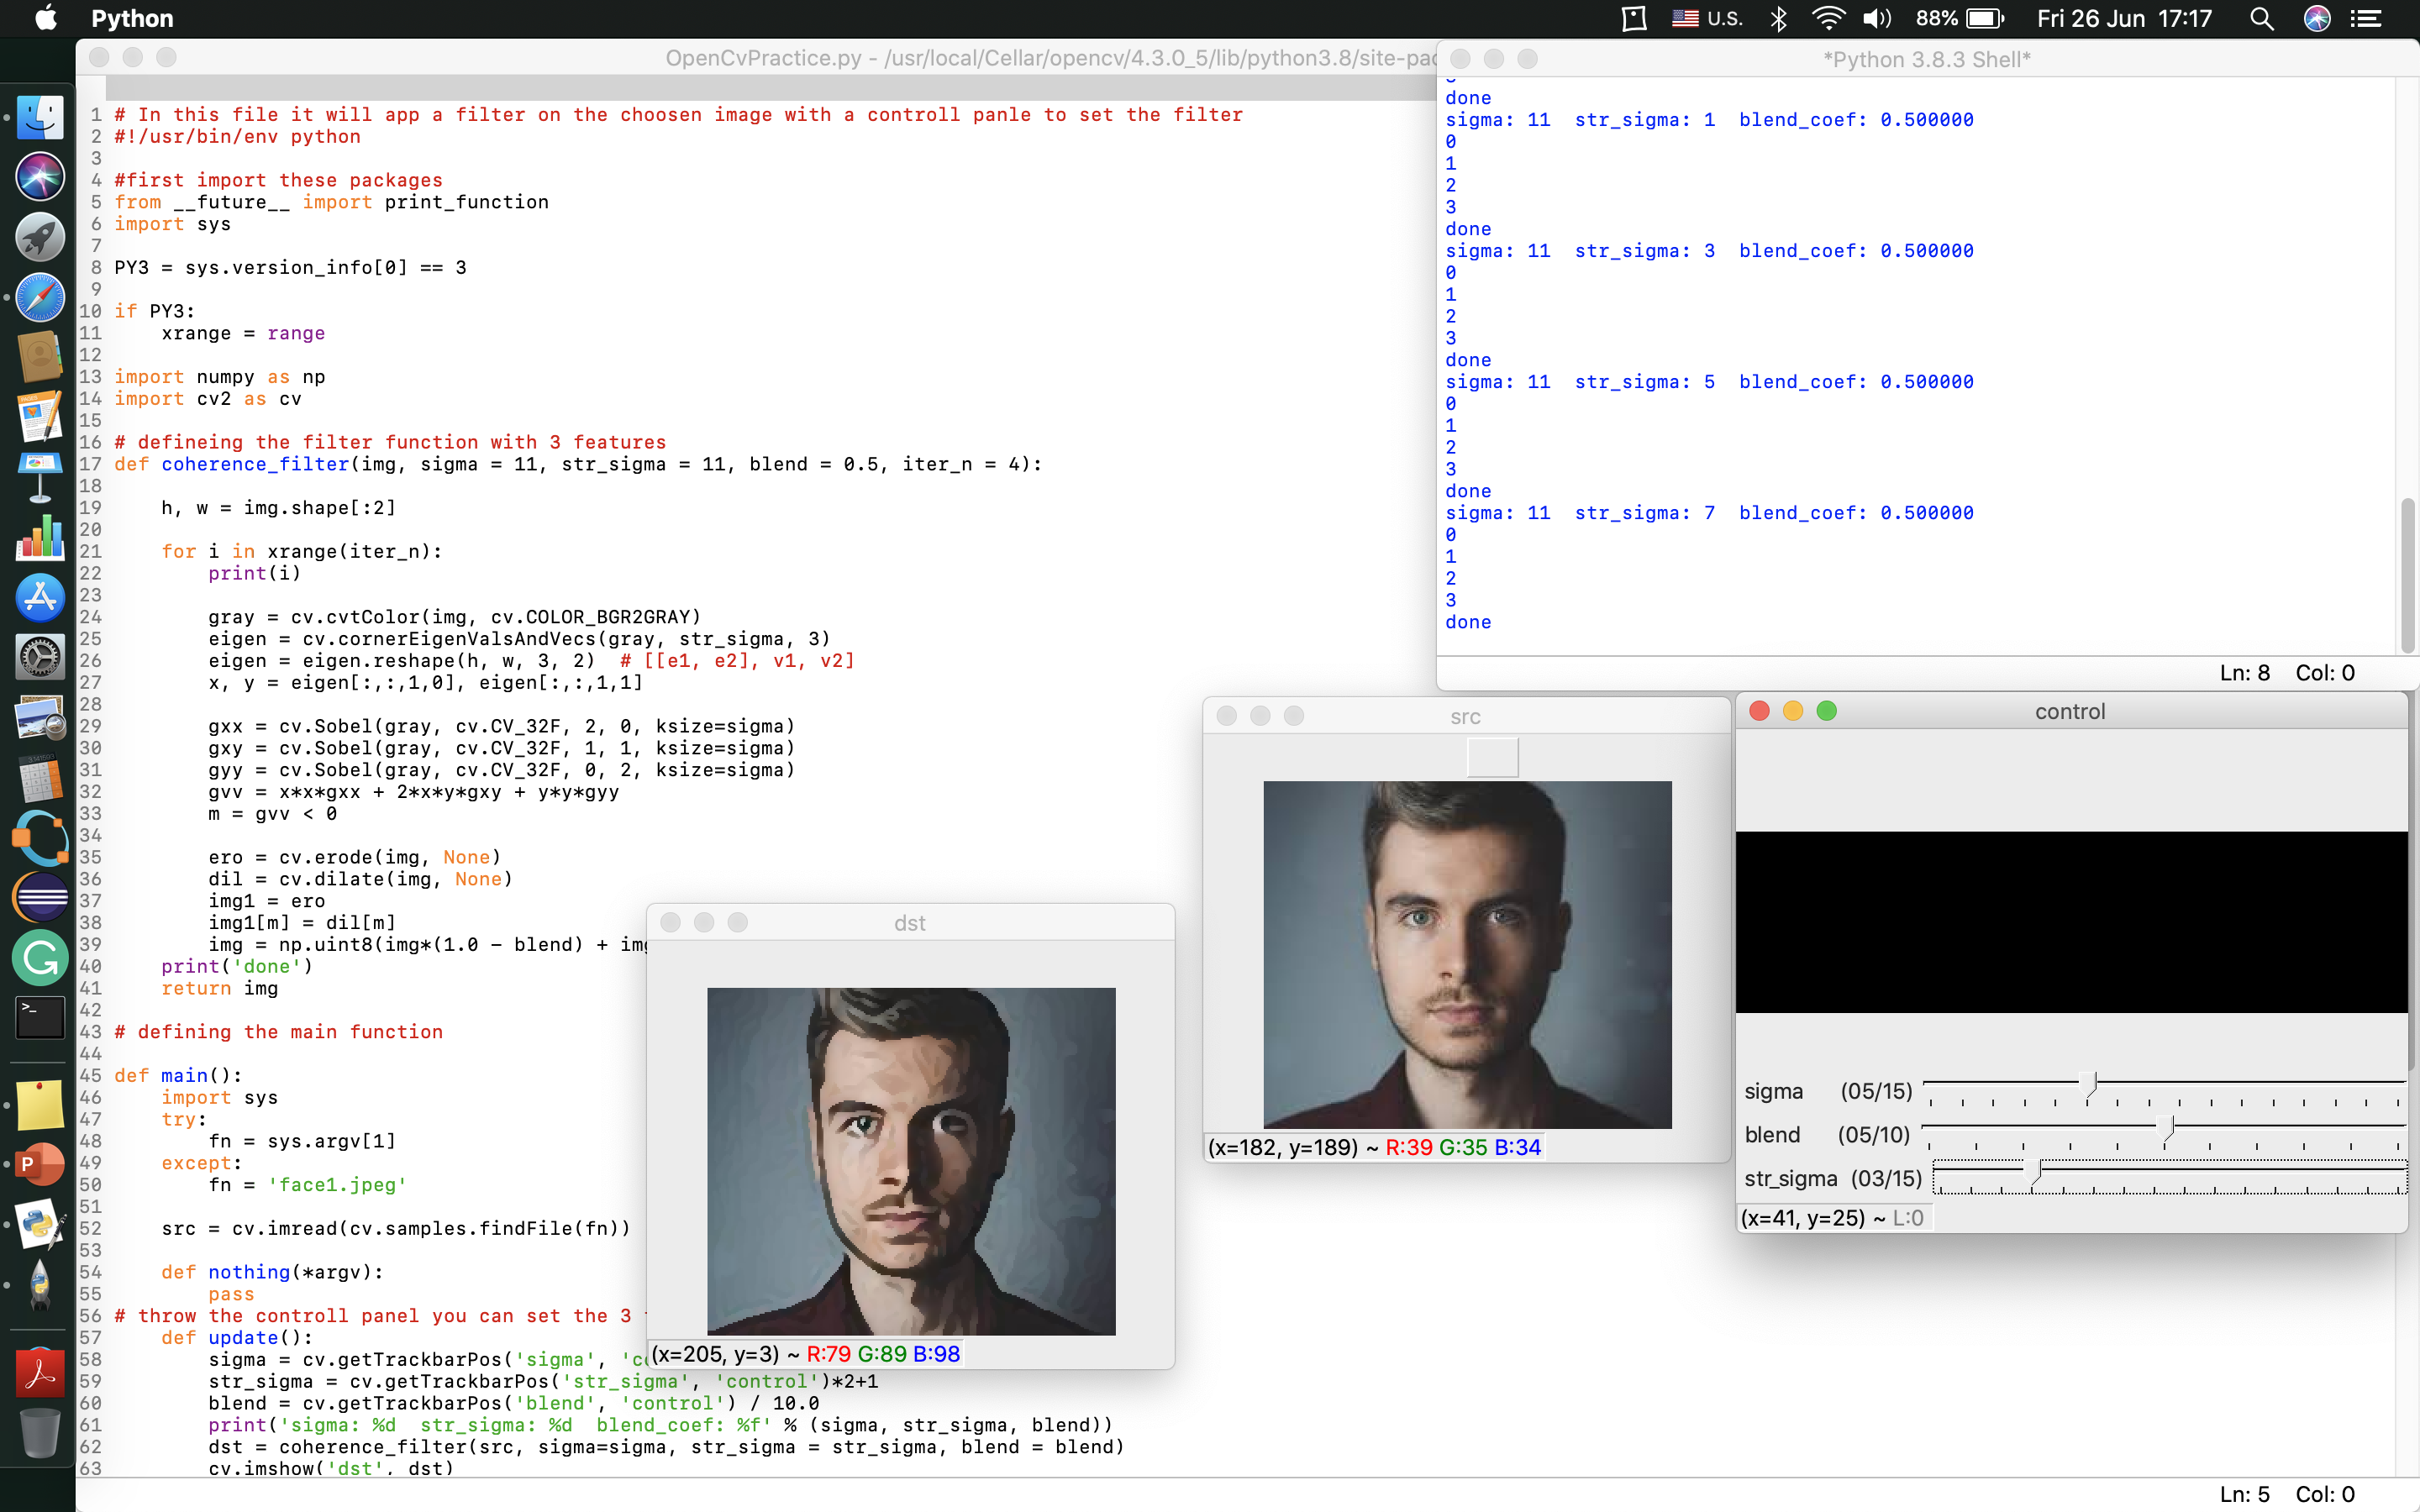 Python
U.S.
88%
Fri 26 Jun 17:17
OpenCvPractice.py - /usr/local/Cellar/opencv/4.3.0_5/lib/python3.8/site-pac
1 # In this file it will app a filter on the choosen image with a controll panle to set the filter
2 #!/usr/bin/env python
3
4 #first import these packages
5 from __future__ import print_function
6 import sys
7
8 PY3 = sys.version_info[0] == 3
9
10 if PY3:
11     xrange = range
12
13 import numpy as np
14 import cv2 as cv
15
16 # defineing the filter function with 3 features
17 def coherence_filter(img, sigma = 11, str_sigma = 11, blend = 0.5, iter_n = 4):
18
19     h, w = img.shape[:2]
20
21     for i in xrange(iter_n):
22         print(i)
23
24         gray = cv.cvtColor(img, cv.COLOR_BGR2GRAY)
25         eigen = cv.cornerEigenValsAndVecs(gray, str_sigma, 3)
26         eigen = eigen.reshape(h, w, 3, 2)  # [[e1, e2], v1, v2]
27         x, y = eigen[:,:,1,0], eigen[:,:,1,1]
28
29         gxx = cv.Sobel(gray, cv.CV_32F, 2, 0, ksize=sigma)
30         gxy = cv.Sobel(gray, cv.CV_32F, 1, 1, ksize=sigma)
31         gyy = cv.Sobel(gray, cv.CV_32F, 0, 2, ksize=sigma)
32         gvv = x*x*gxx + 2*x*y*gxy + y*y*gyy
33         m = gvv < 0
34
35         ero = cv.erode(img, None)
36         dil = cv.dilate(img, None)
37         img1 = ero
38         img1[m] = dil[m]
39         img = np.uint8(img*(1.0 - blend) + img
40     print('done')
41     return img
42
43 # defining the main function
44
45 def main():
46     import sys
47     try:
48         fn = sys.argv[1]
49     except:
50         fn = 'face1.jpeg'
51
52     src = cv.imread(cv.samples.findFile(fn))
53
54     def nothing(*argv):
55         pass
56 # throw the controll panel you can set the 3
57     def update():
58         sigma = cv.getTrackbarPos('sigma', 'co
59         str_sigma = cv.getTrackbarPos('str_sigma', 'control')*2+1
60         blend = cv.getTrackbarPos('blend', 'control') / 10.0
61         print('sigma: %d  str_sigma: %d  blend_coef: %f' % (sigma, str_sigma, blend))
62         dst = coherence_filter(src, sigma=sigma, str_sigma = str_sigma, blend = blend)
63         cv.imshow('dst', dst)
Ln: 5 Col: 0
*Python 3.8.3 Shell*
done
sigma: 11  str_sigma: 1  blend_coef: 0.500000
0
1
2
3
done
sigma: 11  str_sigma: 3  blend_coef: 0.500000
0
1
2
3
done
sigma: 11  str_sigma: 5  blend_coef: 0.500000
0
1
2
3
done
sigma: 11  str_sigma: 7  blend_coef: 0.500000
0
1
2
3
done
Ln: 8 Col: 0
src
(x=182, y=189) ~ R:39 G:35 B:34
dst
(x=205, y=3) ~ R:79 G:89 B:98
control
sigma (05/15)
blend (05/10)
str_sigma (03/15)
(x=41, y=25) ~ L:0